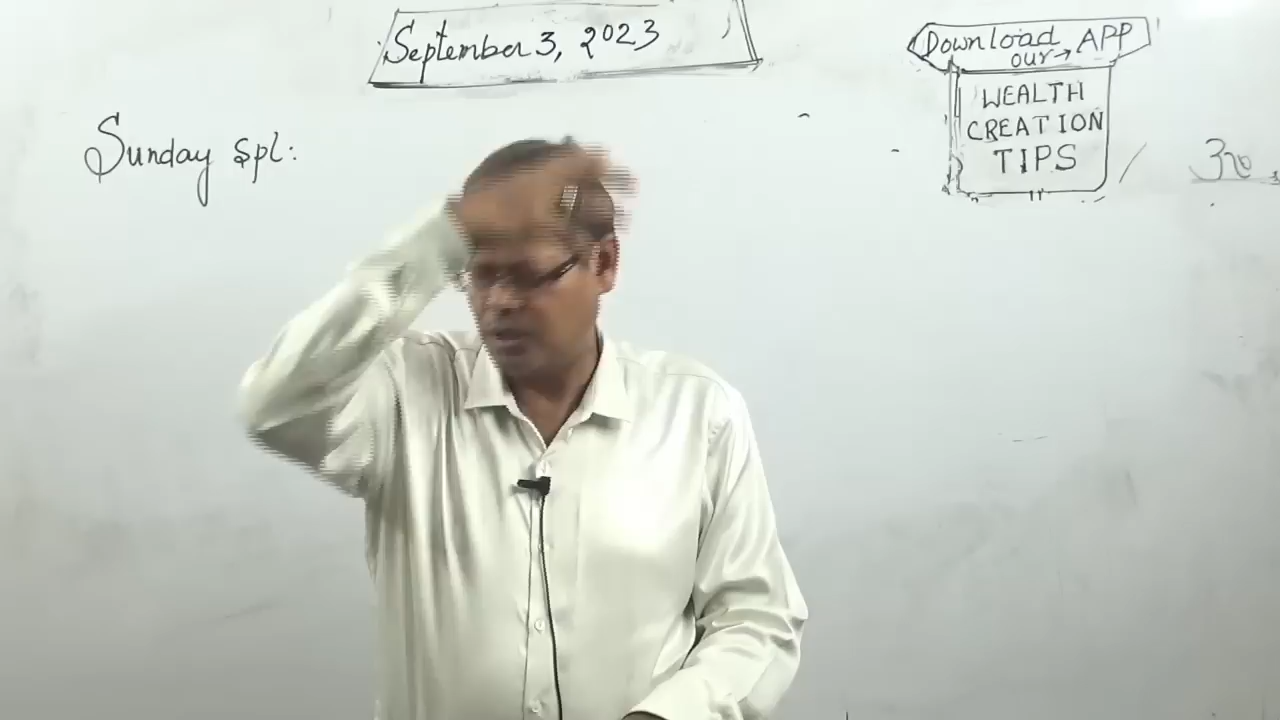 September 3, 2023
Download
our→ APP
WEALTH
CREATION
TIPS
Sunday Spl: